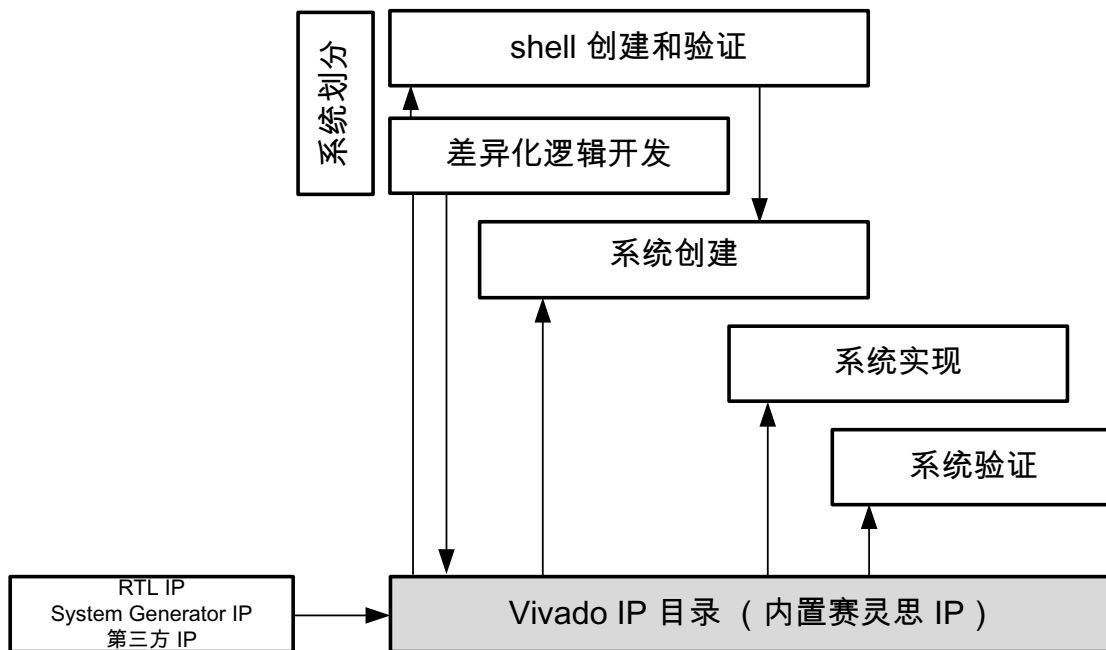 系统划分
shell 创建和验证
差异化逻辑开发
系统创建
系统实现
系统验证
RTL IP
System Generator IP
第三方 IP
Vivado IP 目录 （内置赛灵思 IP）